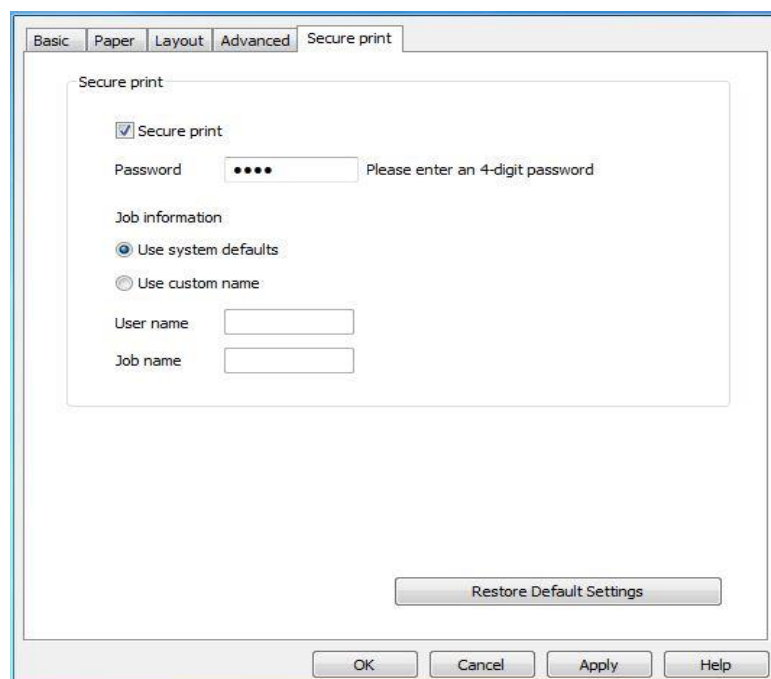 Basic Paper Layout Advanced Secure print
Secure print
Secure print
Password •••• Please enter an 4-digit password
Job information
Use system defaults
Use custom name
User name
Job name
Restore Default Settings
OK Cancel Apply Help